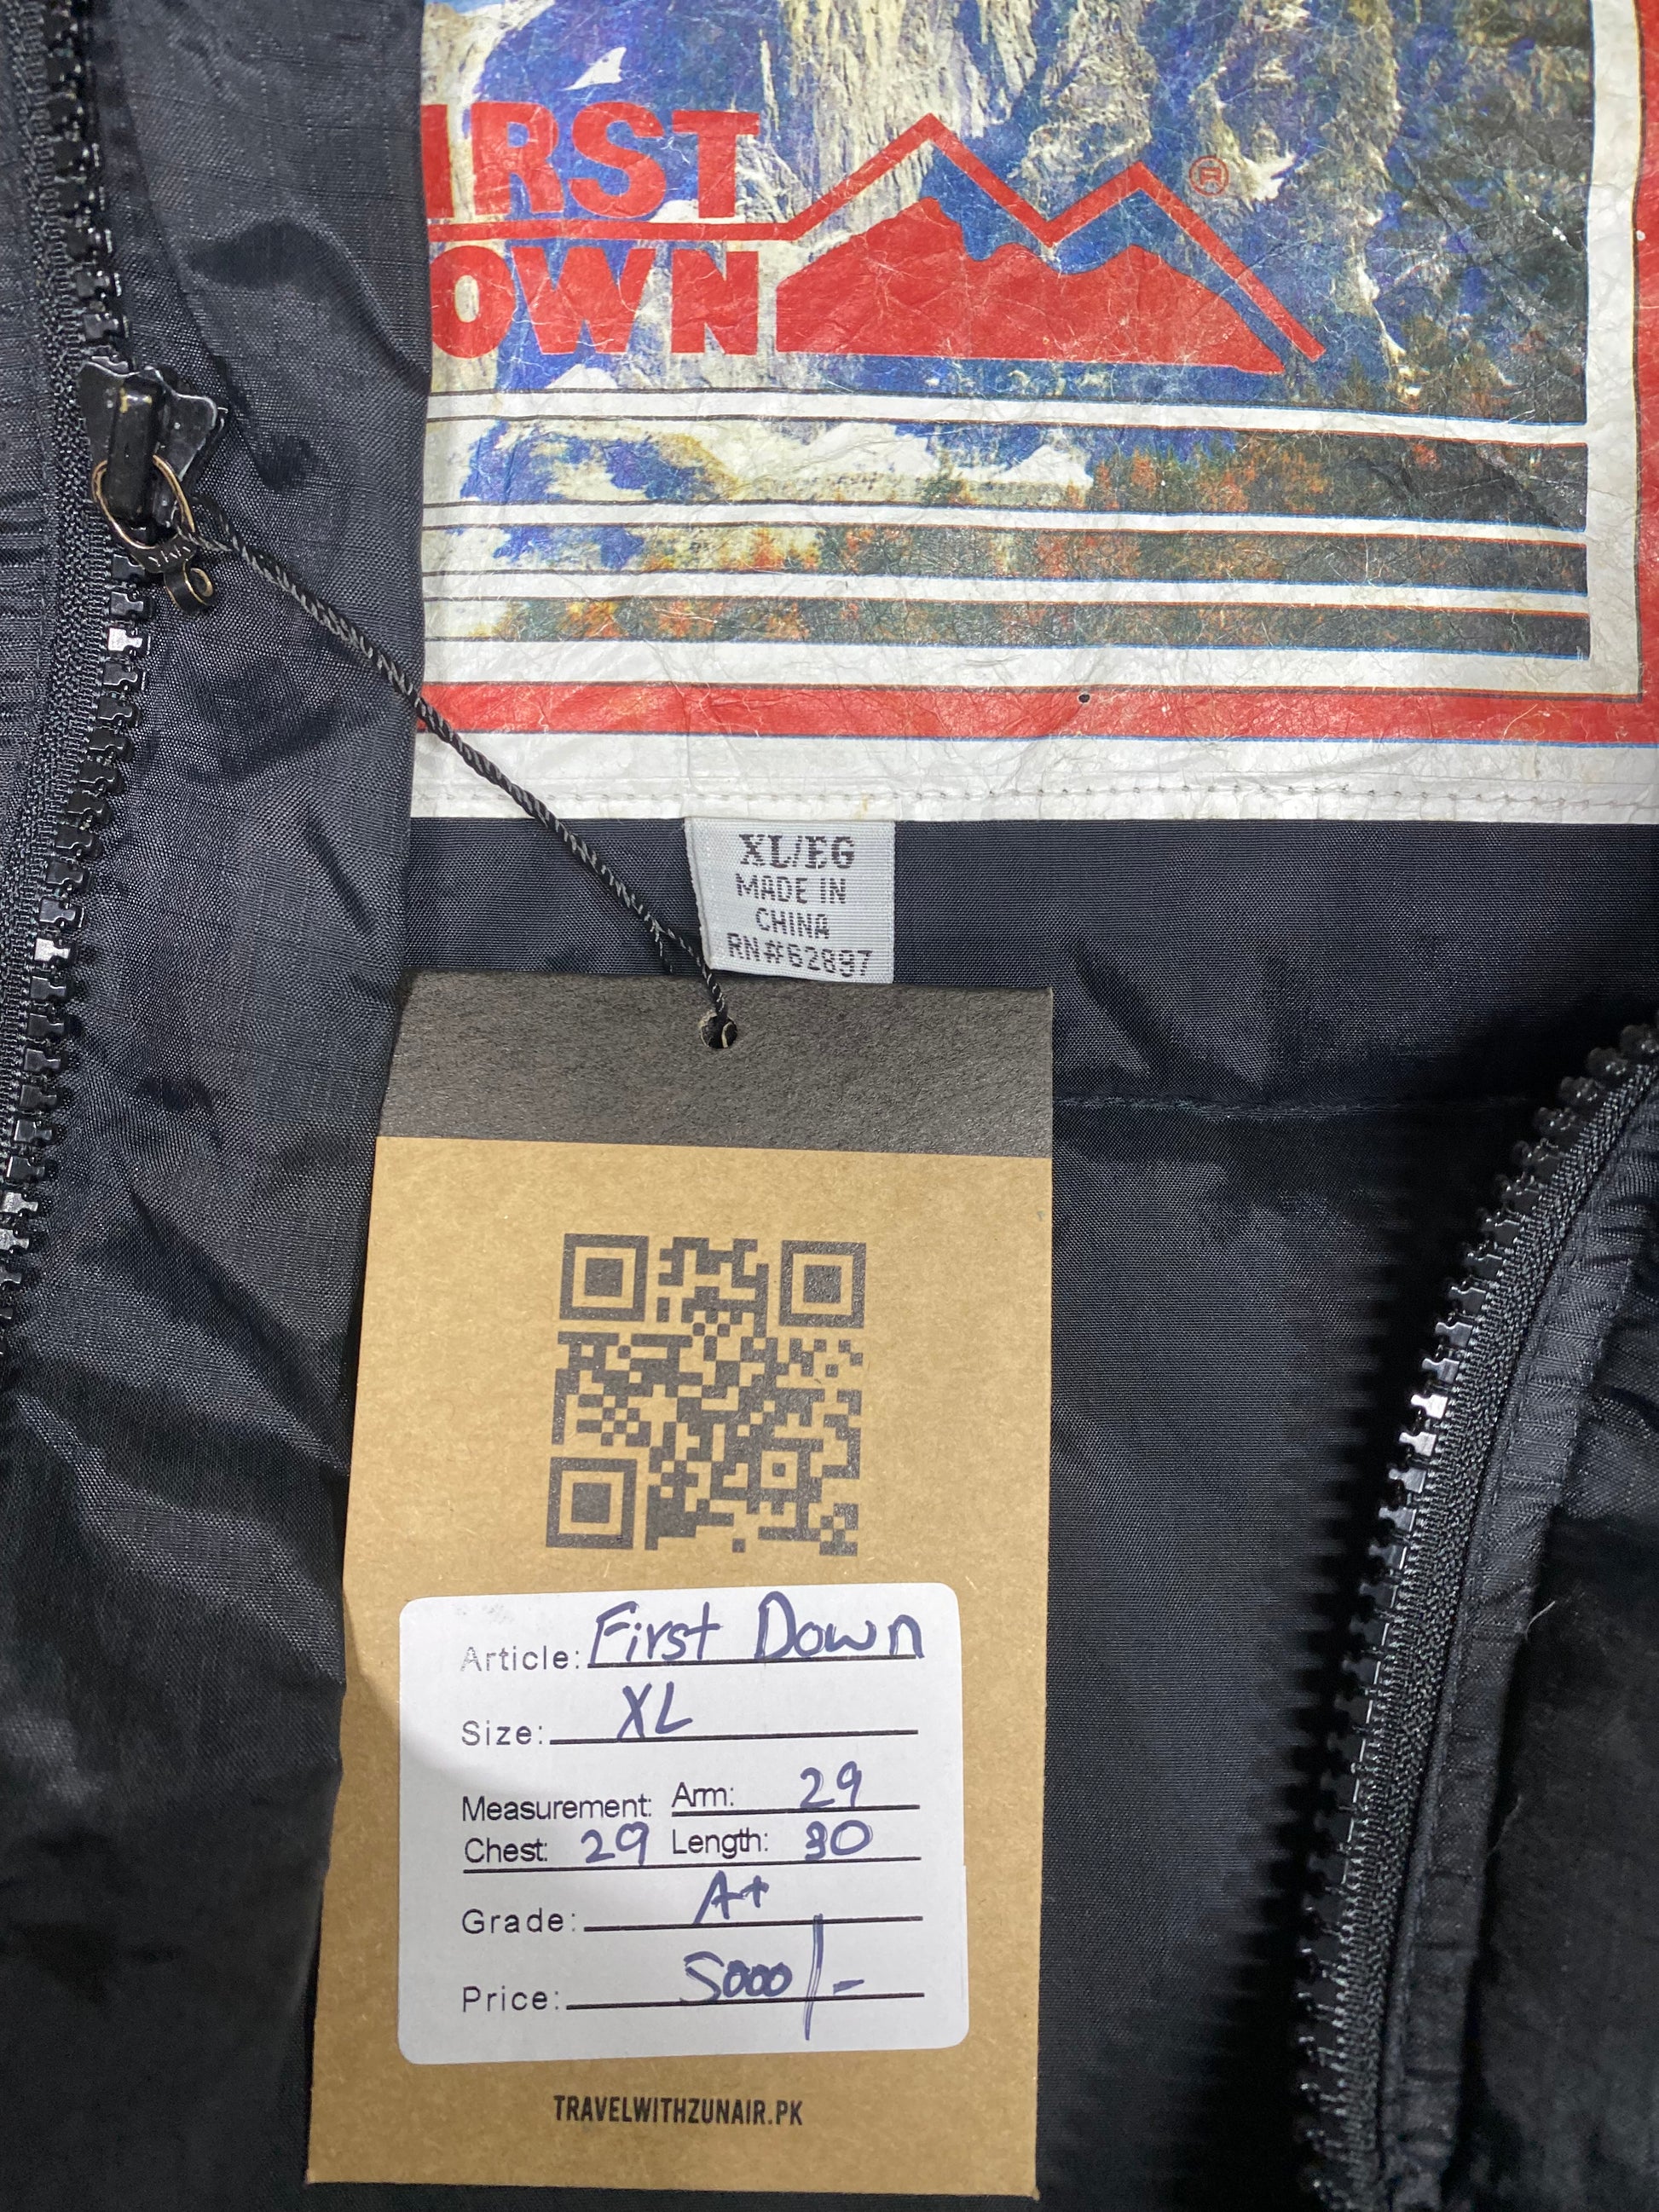 IRST
OWN
®
XL/EG
MADE IN
CHINA
RN#62897
Article: First Down
Size: XL
Measurement: Arm: 29
Chest: 29 Length: 30
Grade: A+
Price: 5000/-
TRAVELWITHZUNAIR.PK